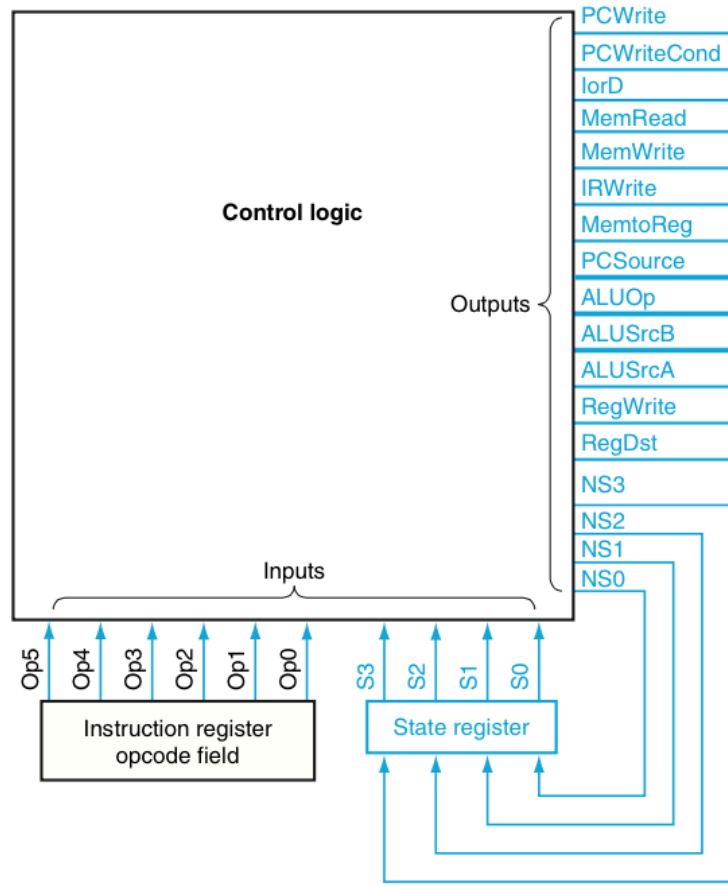 PCWrite
PCWriteCond
IorD
MemRead
MemWrite
IRWrite
Control logic
MemtoReg
PCSource
Outputs
ALUOp
ALUSrcB
ALUSrcA
RegWrite
RegDst
NS3
NS2
NS1
Inputs
NS0
Op5
Op4
Op3
Op2
Op1
Op0
S3
S2
S1
S0
Instruction register
opcode field
State register